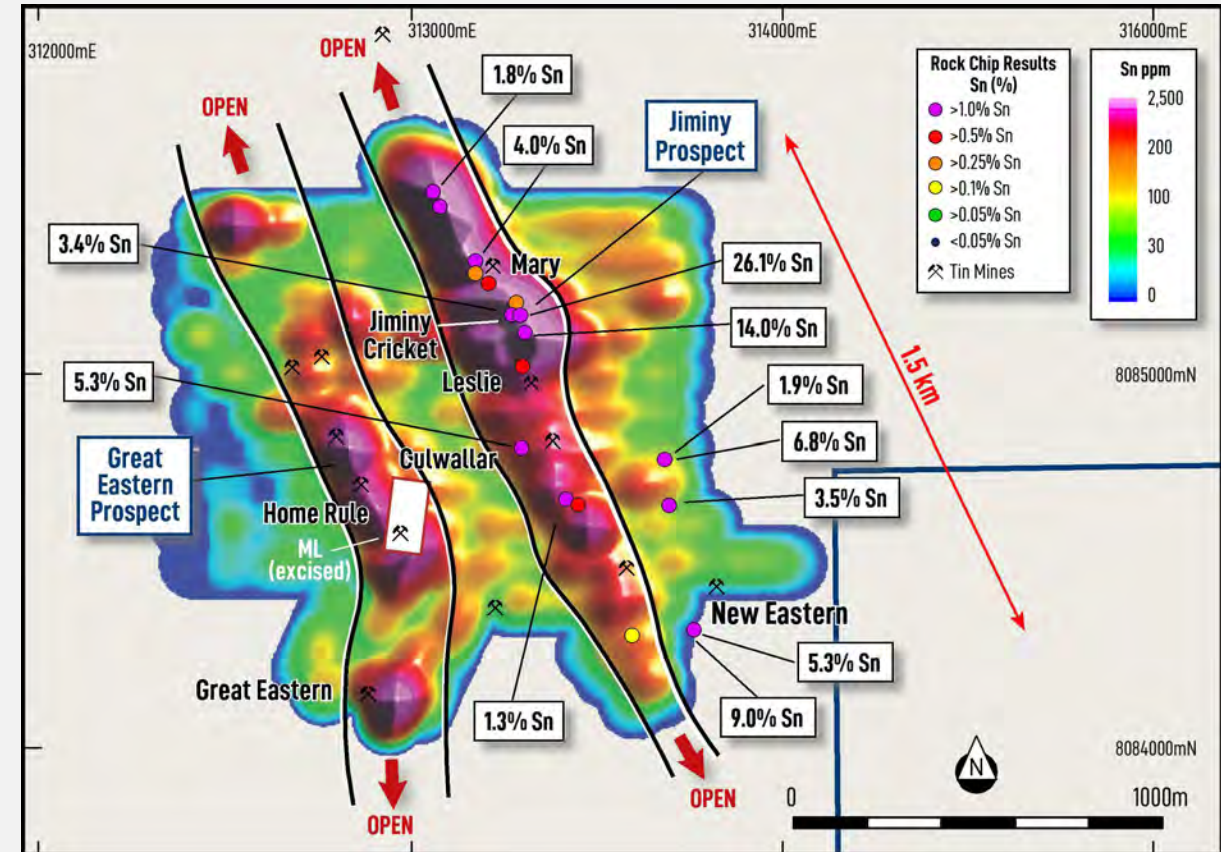 312000mE
313000mE
314000mE
316000mE
OPEN
OPEN
1.8% Sn
4.0% Sn
Jiminy
Prospect
Rock Chip Results
Sn (%)
>1.0% Sn
>0.5% Sn
>0.25% Sn
>0.1% Sn
>0.05% Sn
<0.05% Sn
Tin Mines
Sn ppm
2,500
200
100
30
0
3.4% Sn
Mary
26.1% Sn
Jiminy
Cricket
14.0% Sn
1.5 km
8085000mN
5.3% Sn
Leslie
1.9% Sn
Culwallar
6.8% Sn
Great
Eastern
Prospect
3.5% Sn
Home Rule
ML
(excised)
New Eastern
5.3% Sn
Great Eastern
1.3% Sn
9.0% Sn
8084000mN
N
OPEN
OPEN
0
1000m